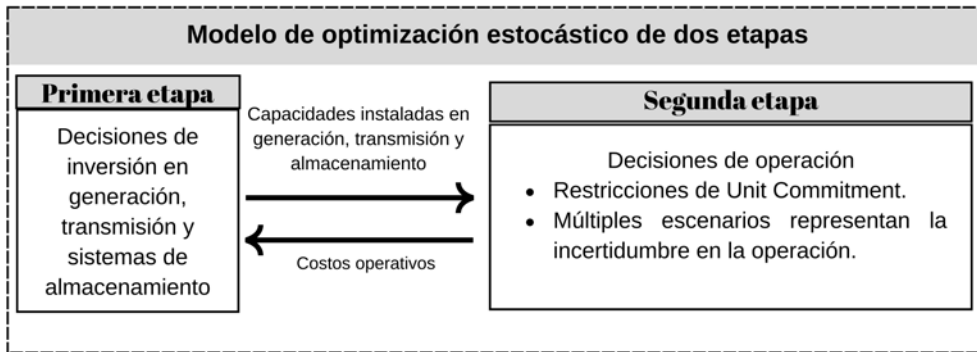 Modelo de optimización estocástico de dos etapas
Primera etapa
Decisiones de
inversión en
generación,
transmisión y
sistemas de
almacenamiento
Capacidades instaladas en
generación, transmisión y
almacenamiento
Costos operativos
Segunda etapa
Decisiones de operación
• Restricciones de Unit Commitment.
• Múltiples escenarios representan la
incertidumbre en la operación.